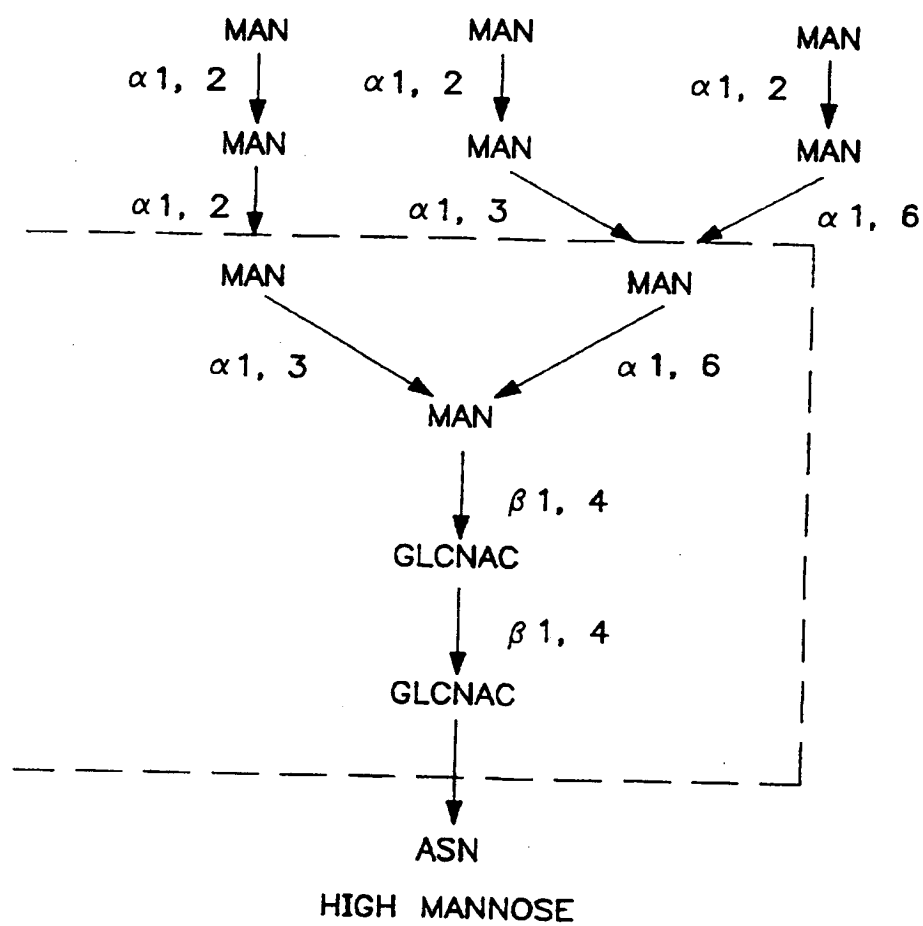 MAN MAN MAN
α1, 2 α1, 2 α1, 2
MAN MAN MAN
α1, 2 α1, 3 α1, 6
MAN MAN
α1, 3 α1, 6
MAN
β1, 4
GLCNAC
β1, 4
GLCNAC
ASN
HIGH MANNOSE